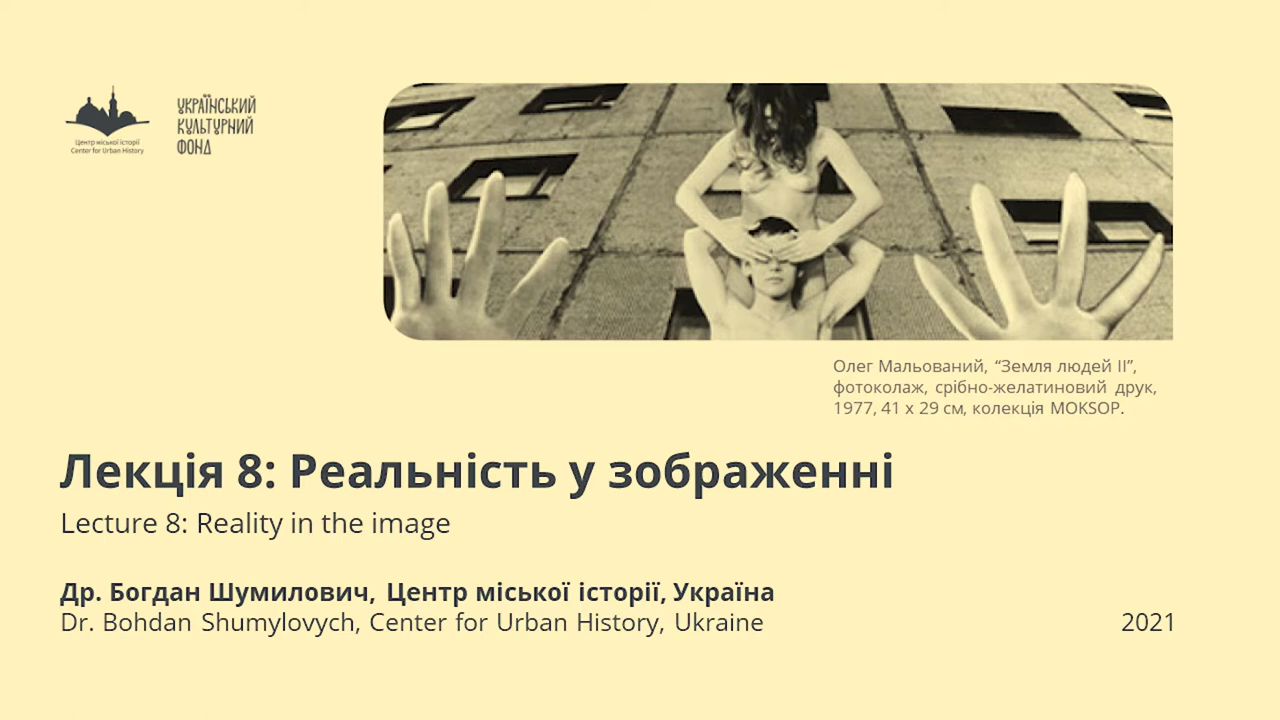 Центр міської історії
Center for Urban History
УКРАЇНСЬКИЙ
КУЛЬТУРНИЙ
ФОНД
Олег Мальований, “Земля людей II”,
фотоколаж, срібно-желатиновий друк,
1977, 41 x 29 см, колекція MOKSOP.
Лекція 8: Реальність у зображенні
Lecture 8: Reality in the image
Др. Богдан Шумилович, Центр міської історії, Україна
Dr. Bohdan Shumylovych, Center for Urban History, Ukraine
2021